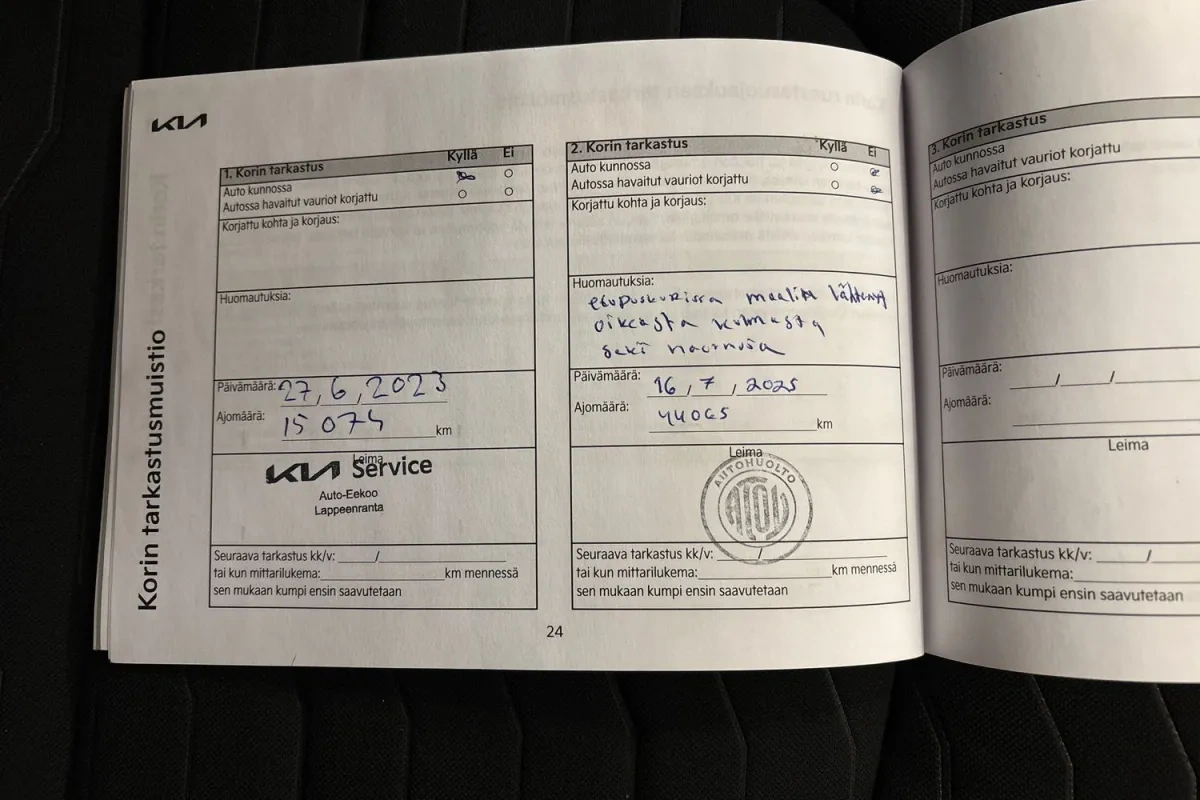 KIA
Korin tarkastusmuistio
1. Korin tarkastus Kyllä Ei
Auto kunnossa
Autossa havaitut vauriot korjattu
Korjattu kohta ja korjaus:
Huomautuksia:
Päivämäärä: 27,6,2023
Ajomäärä: 15 074 km
Leima
KIA Service
Auto-Eekoo
Lappeenranta
Seuraava tarkastus kk/v: /
tai kun mittarilukema: km mennessä
sen mukaan kumpi ensin saavutetaan
2. Korin tarkastus Kyllä Ei
Auto kunnossa
Autossa havaitut vauriot korjattu
Korjattu kohta ja korjaus:
Huomautuksia:
etupuskurissa maalia lähtenyt
oikeasta kulmasta
sekä naarmuja
Päivämäärä: 16,7,2025
Ajomäärä: 44065 km
Leima
AUTOHUOLTO
ATOY
Seuraava tarkastus kk/v: /
tai kun mittarilukema: km mennessä
sen mukaan kumpi ensin saavutetaan
24
3. Korin tarkastus
Auto kunnossa
Autossa havaitut vauriot korjattu
Korjattu kohta ja korjaus:
Huomautuksia:
Päivämäärä: / /
Ajomäärä:
Leima
Seuraava tarkastus kk/v: /
tai kun mittarilukema:
sen mukaan kumpi ensin saavutetaan